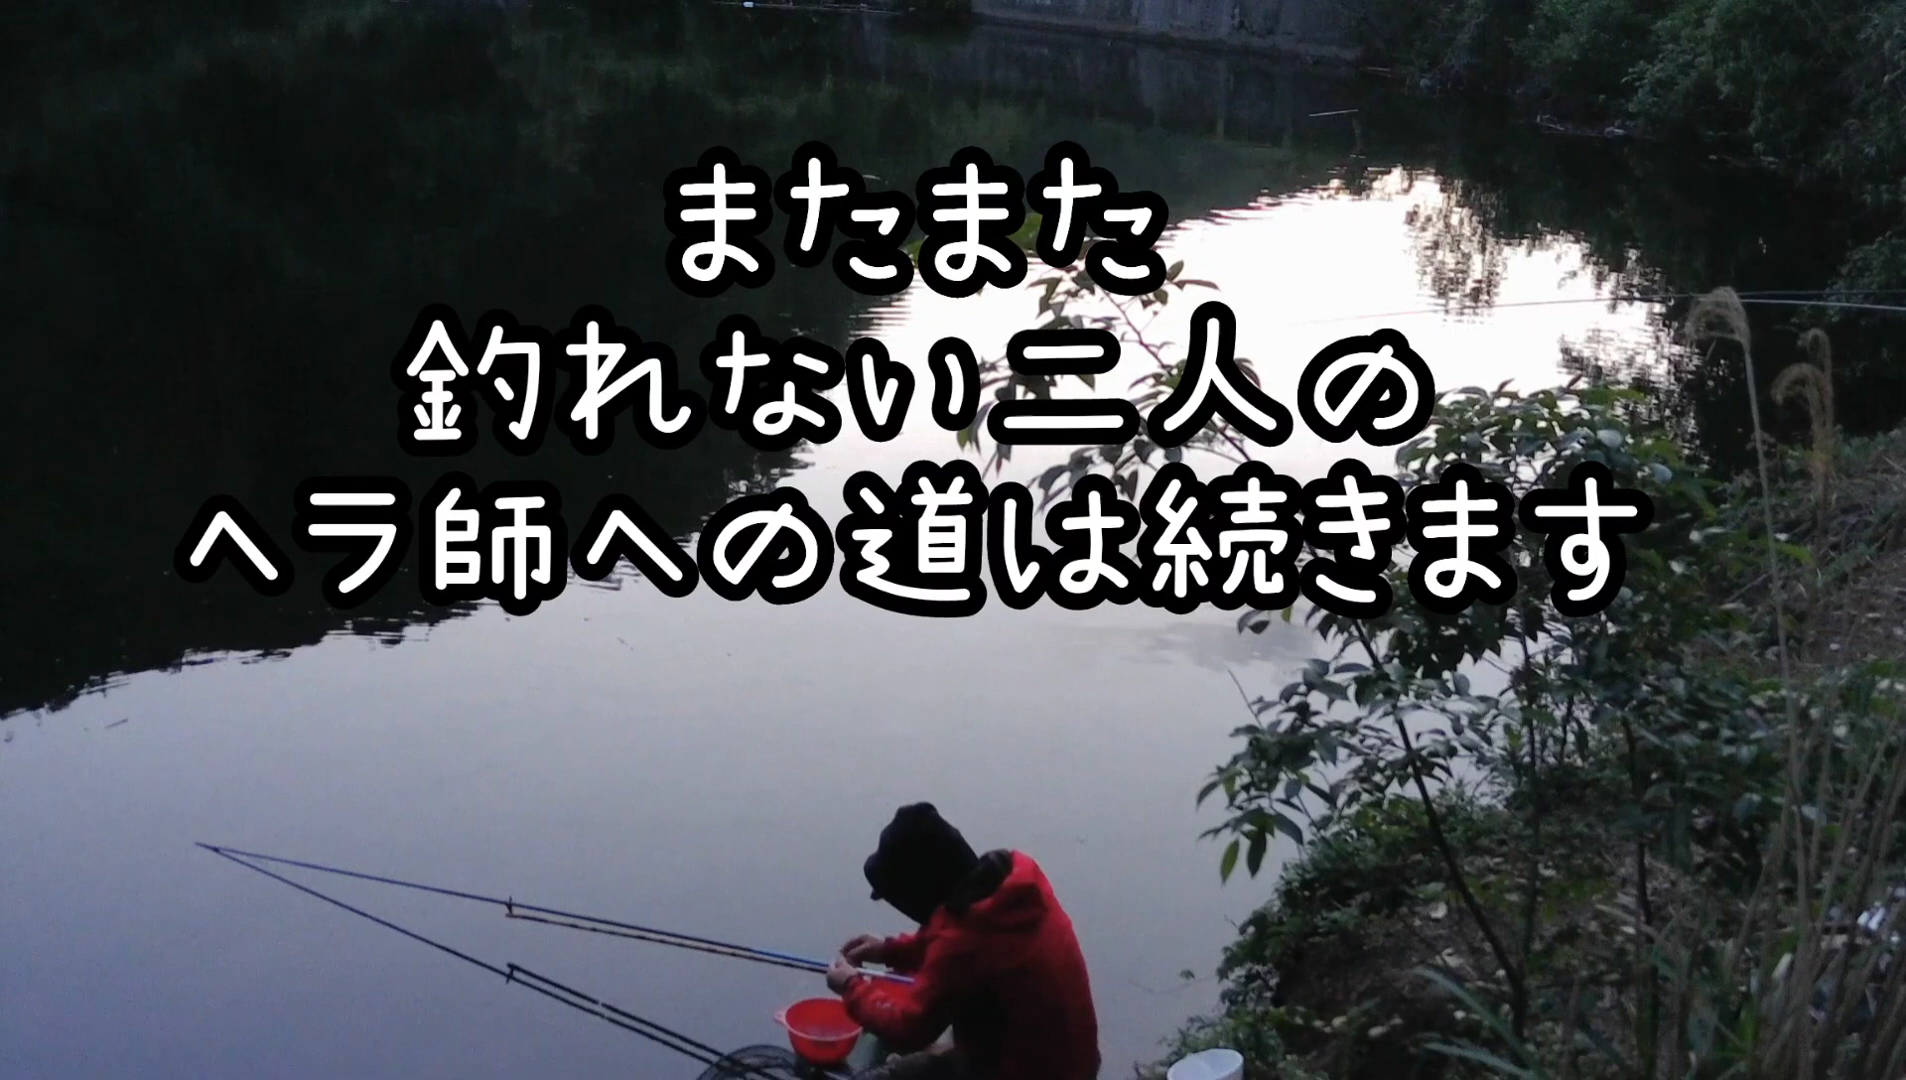 またまた
釣れない二人の
ヘラ師への道は続きます